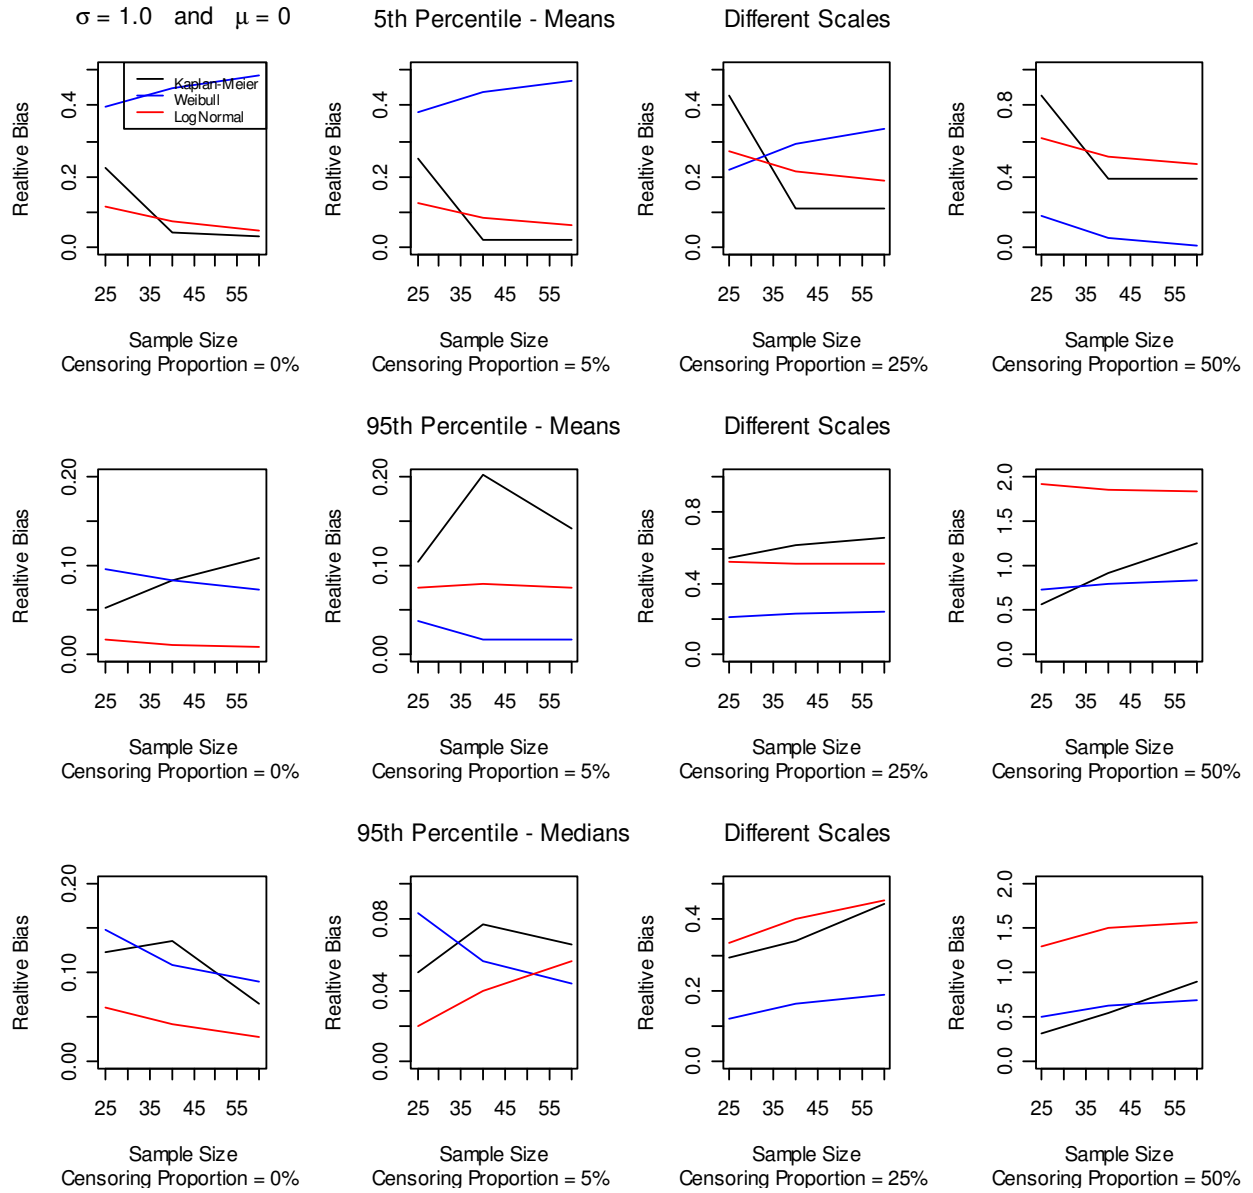 σ = 1.0 and μ = 0
5th Percentile - Means
Different Scales
Realtive Bias
0.0 0.2 0.4
Kaplan-Meier
Weibull
LogNormal
25 35 45 55
Sample Size
Censoring Proportion = 0%
Realtive Bias
0.0 0.2 0.4
25 35 45 55
Sample Size
Censoring Proportion = 5%
Realtive Bias
0.0 0.2 0.4
25 35 45 55
Sample Size
Censoring Proportion = 25%
Realtive Bias
0.0 0.4 0.8
25 35 45 55
Sample Size
Censoring Proportion = 50%
95th Percentile - Means
Different Scales
Realtive Bias
0.00 0.10 0.20
25 35 45 55
Sample Size
Censoring Proportion = 0%
Realtive Bias
0.00 0.10 0.20
25 35 45 55
Sample Size
Censoring Proportion = 5%
Realtive Bias
0.0 0.4 0.8
25 35 45 55
Sample Size
Censoring Proportion = 25%
Realtive Bias
0.0 0.5 1.0 1.5 2.0
25 35 45 55
Sample Size
Censoring Proportion = 50%
95th Percentile - Medians
Different Scales
Realtive Bias
0.00 0.10 0.20
25 35 45 55
Sample Size
Censoring Proportion = 0%
Realtive Bias
0.00 0.04 0.08
25 35 45 55
Sample Size
Censoring Proportion = 5%
Realtive Bias
0.0 0.2 0.4
25 35 45 55
Sample Size
Censoring Proportion = 25%
Realtive Bias
0.0 0.5 1.0 1.5 2.0
25 35 45 55
Sample Size
Censoring Proportion = 50%